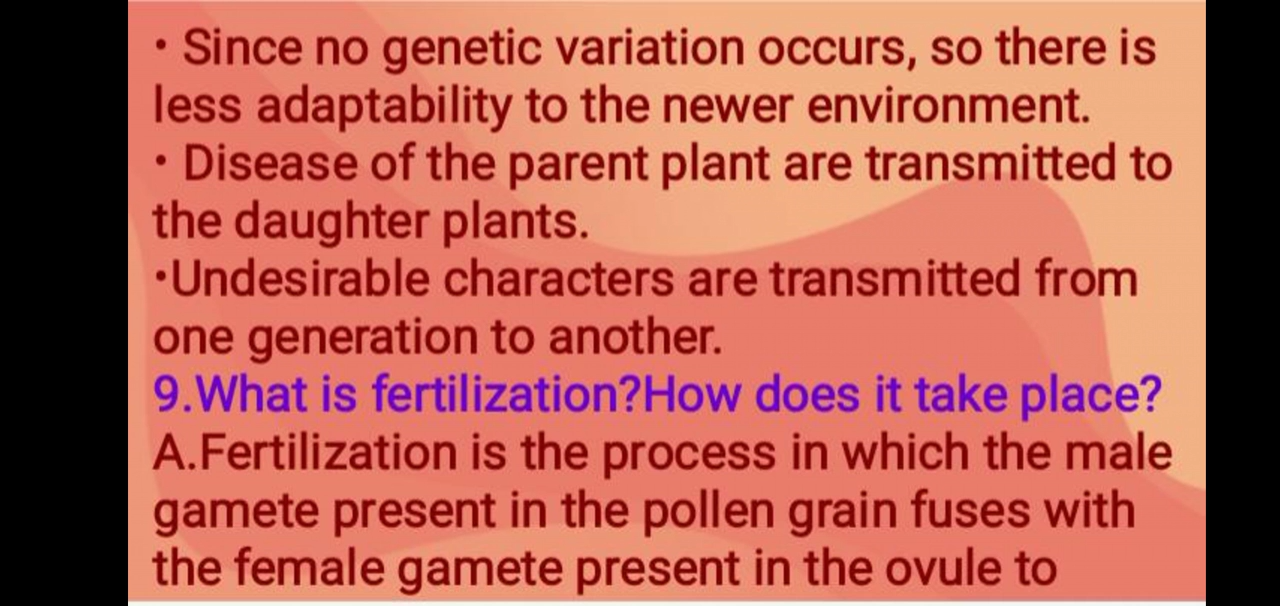 • Since no genetic variation occurs, so there is
less adaptability to the newer environment.
• Disease of the parent plant are transmitted to
the daughter plants.
•Undesirable characters are transmitted from
one generation to another.
9.What is fertilization?How does it take place?
A.Fertilization is the process in which the male
gamete present in the pollen grain fuses with
the female gamete present in the ovule to